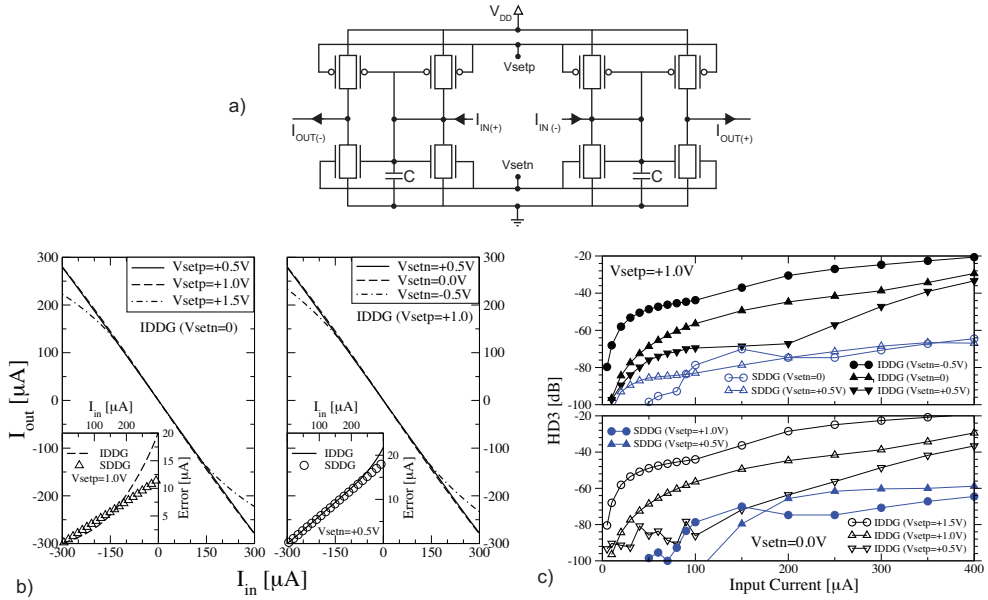 a)
V_DD
Vsetp
I_OUT(-)
I_IN(+)
I_IN (-)
I_OUT(+)
Vsetn
C
C
b)
I_out [µA]
300
200
100
0
-100
-200
-300
-300
-150
0
150
300
Vsetp=+0.5V
Vsetp=+1.0V
Vsetp=+1.5V
IDDG (Vsetn=0)
I_in [µA]
100 200
20
15
10
5
0
Error [µA]
IDDG
SDDG
Vsetp=1.0V
300
200
100
0
-100
-200
-300
-300
-150
0
150
300
Vsetn=+0.5V
Vsetn=0.0V
Vsetn=-0.5V
IDDG (Vsetp=+1.0)
I_in [µA]
100 200
20
10
0
Error [µA]
IDDG
SDDG
Vsetn=+0.5V
I_in [µA]
c)
HD3 [dB]
-20
-40
-60
-80
-100
Vsetp=+1.0V
SDDG (Vsetn=0)
SDDG (Vsetn=+0.5V)
IDDG (Vsetn=-0.5V)
IDDG (Vsetn=0)
IDDG (Vsetn=+0.5V)
-20
-40
-60
-80
-100
SDDG (Vsetp=+1.0V)
SDDG (Vsetp=+0.5V)
IDDG (Vsetp=+1.5V)
IDDG (Vsetp=+1.0V)
IDDG (Vsetp=+0.5V)
Vsetn=0.0V
0
100
200
300
400
Input Current [µA]